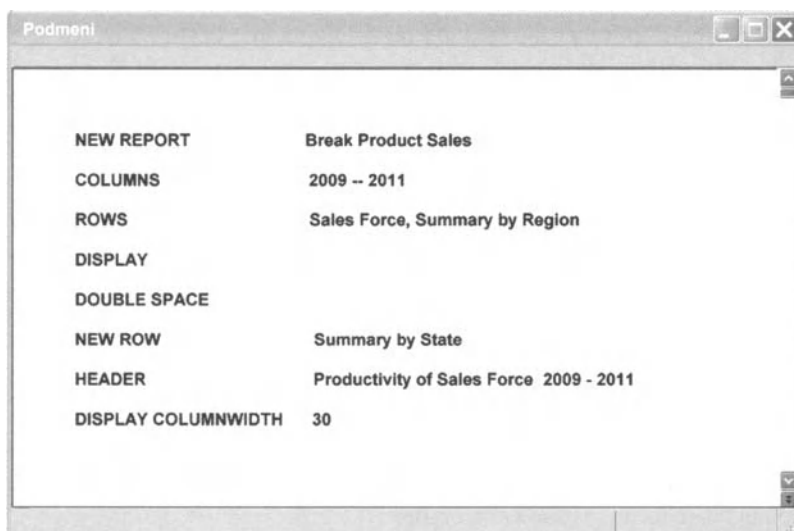 Podmeni
NEW REPORT Break Product Sales
COLUMNS 2009 -- 2011
ROWS Sales Force, Summary by Region
DISPLAY
DOUBLE SPACE
NEW ROW Summary by State
HEADER Productivity of Sales Force 2009 - 2011
DISPLAY COLUMNWIDTH 30